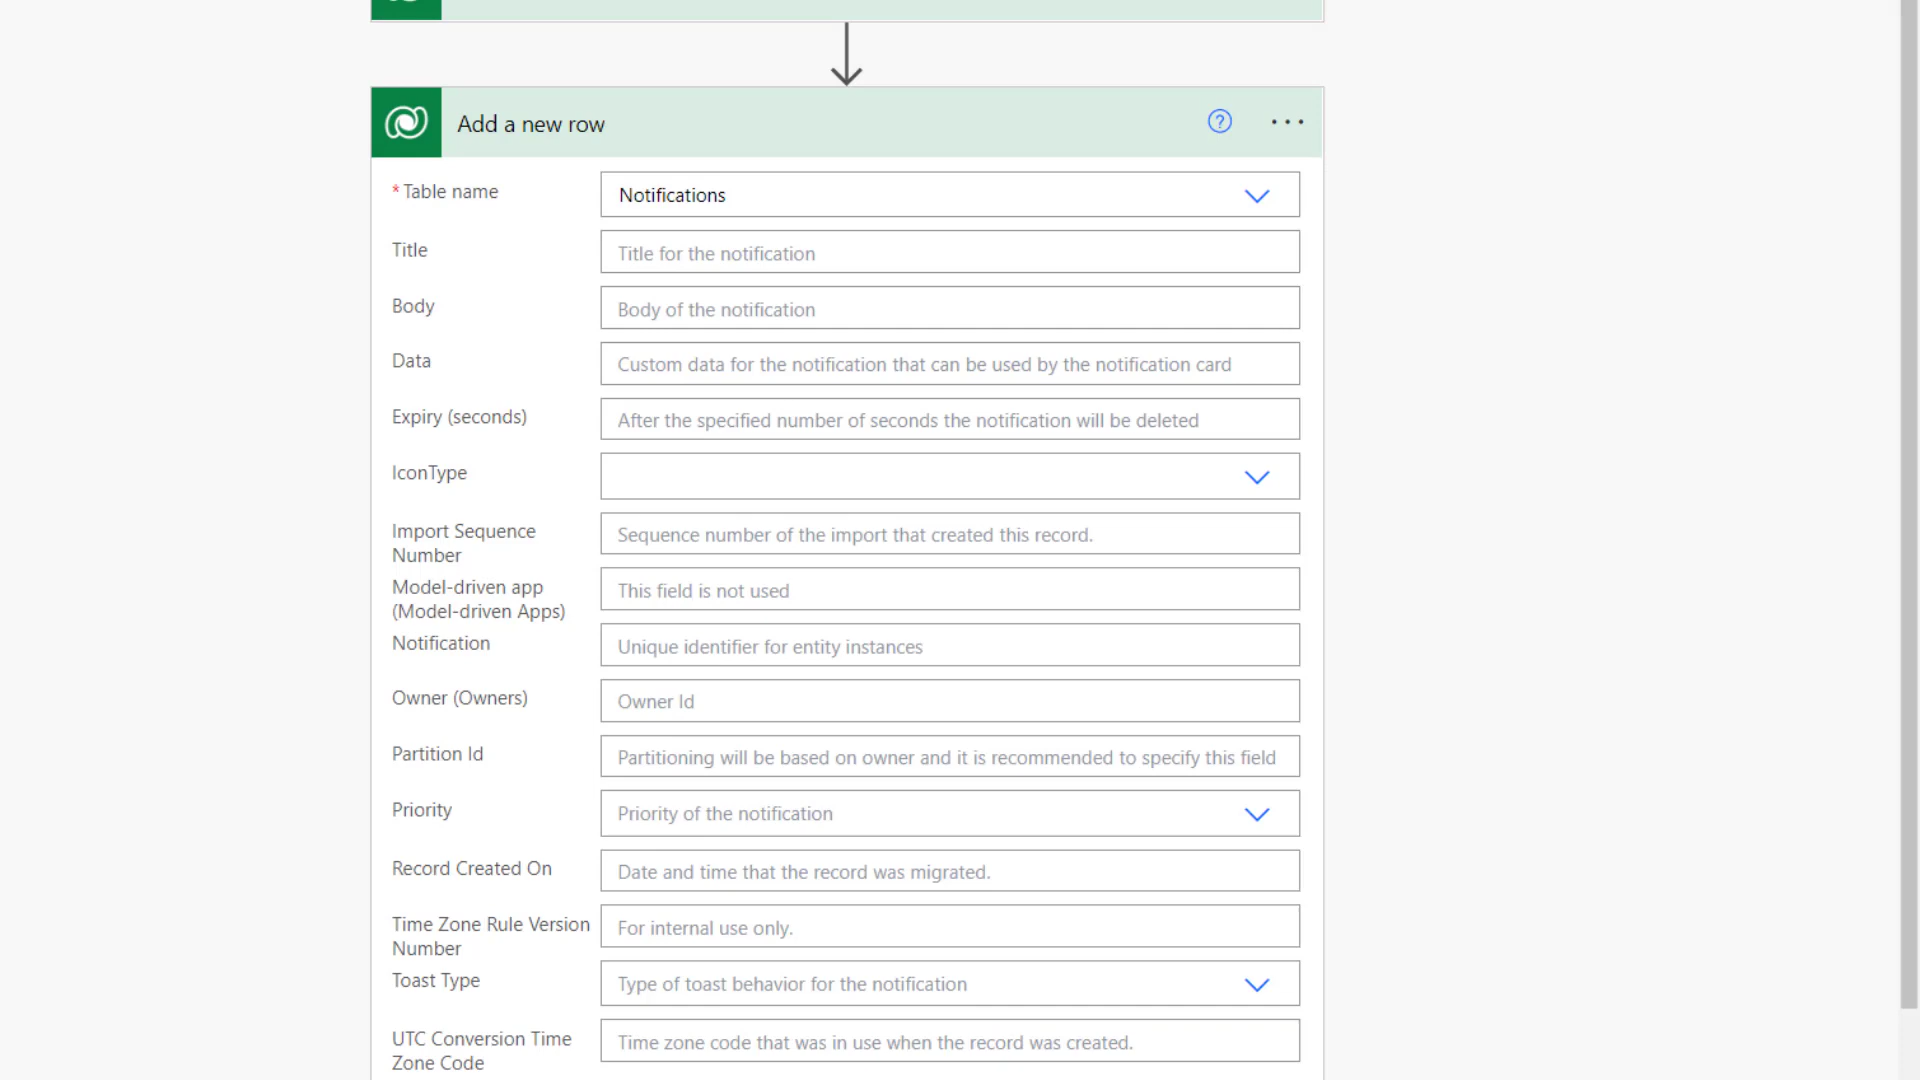 Add a new row
?
* Table name
Notifications
Title
Title for the notification
Body
Body of the notification
Data
Custom data for the notification that can be used by the notification card
Expiry (seconds)
After the specified number of seconds the notification will be deleted
IconType
Import Sequence
Number
Sequence number of the import that created this record.
Model-driven app
(Model-driven Apps)
This field is not used
Notification
Unique identifier for entity instances
Owner (Owners)
Owner Id
Partition Id
Partitioning will be based on owner and it is recommended to specify this field
Priority
Priority of the notification
Record Created On
Date and time that the record was migrated.
Time Zone Rule Version
Number
For internal use only.
Toast Type
Type of toast behavior for the notification
UTC Conversion Time
Zone Code
Time zone code that was in use when the record was created.